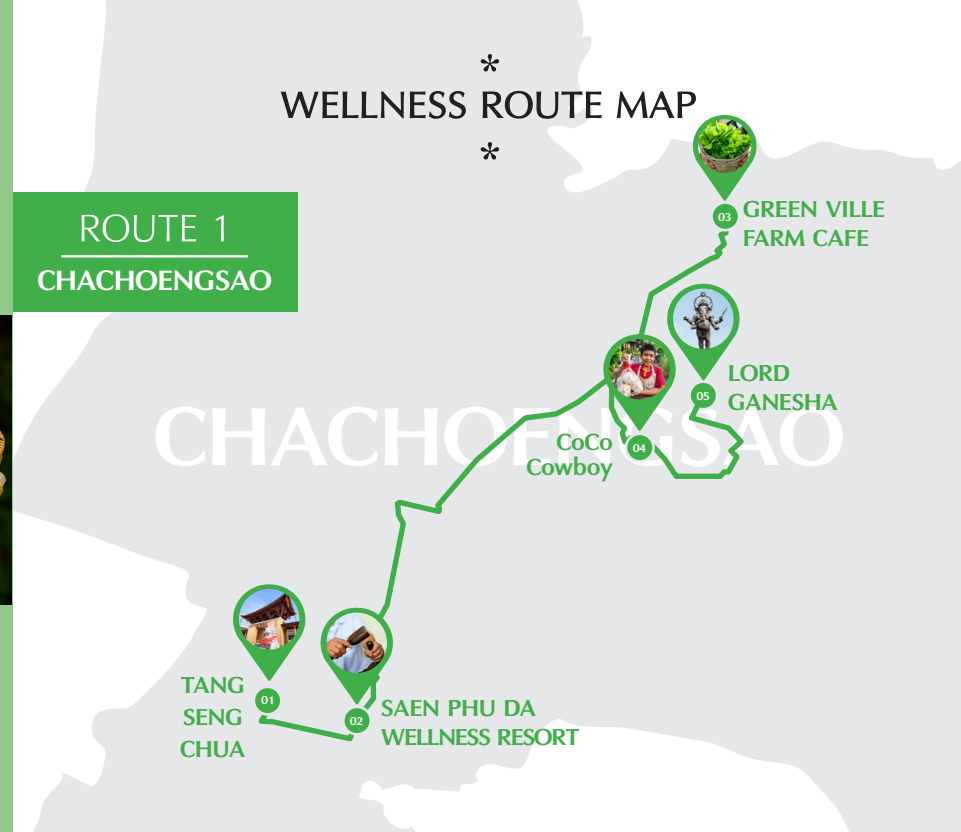 *
WELLNESS ROUTE MAP
*
ROUTE 1
CHACHOENGSAO
03
GREEN VILLE
FARM CAFE
05
LORD
GANESHA
CHACHOENGSAO
04
CoCo
Cowboy
01
TANG
SENG
CHUA
02
SAEN PHU DA
WELLNESS RESORT